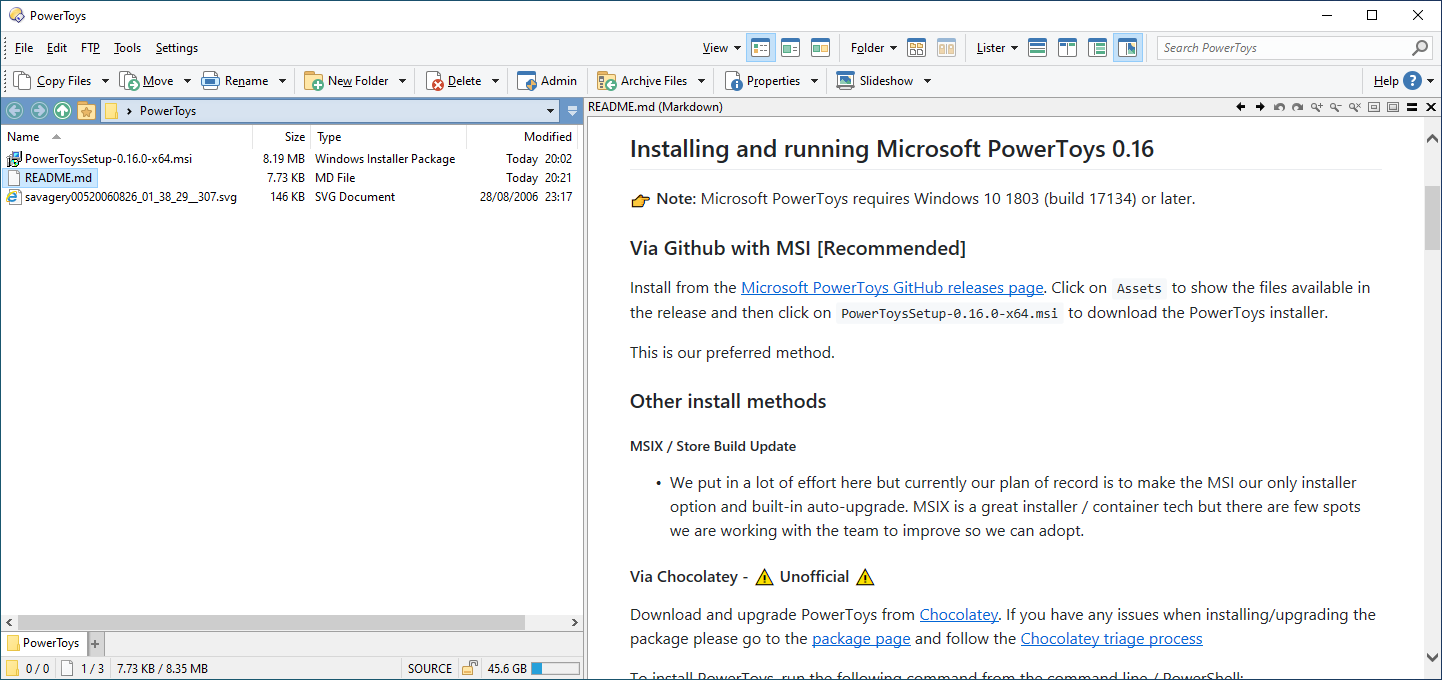 PowerToys
File Edit FTP Tools Settings View Folder Lister Search PowerToys
Copy Files Move Rename New Folder Delete Admin Archive Files Properties Slideshow Help ?
PowerToys
Name Size Type Modified
PowerToysSetup-0.16.0-x64.msi 8.19 MB Windows Installer Package Today 20:02
README.md 7.73 KB MD File Today 20:21
savagery00520060826_01_38_29__307.svg 146 KB SVG Document 28/08/2006 23:17
PowerToys +
0 / 0 1 / 3 7.73 KB / 8.35 MB SOURCE 45.6 GB
README.md (Markdown)
Installing and running Microsoft PowerToys 0.16
Note: Microsoft PowerToys requires Windows 10 1803 (build 17134) or later.
Via Github with MSI [Recommended]
Install from the Microsoft PowerToys GitHub releases page. Click on Assets to show the files available in
the release and then click on PowerToysSetup-0.16.0-x64.msi to download the PowerToys installer.
This is our preferred method.
Other install methods
MSIX / Store Build Update
• We put in a lot of effort here but currently our plan of record is to make the MSI our only installer
option and built-in auto-upgrade. MSIX is a great installer / container tech but there are few spots
we are working with the team to improve so we can adopt.
Via Chocolatey - ⚠ Unofficial ⚠
Download and upgrade PowerToys from Chocolatey. If you have any issues when installing/upgrading the
package please go to the package page and follow the Chocolatey triage process
To install PowerToys, run the following command from the command line / PowerShell: